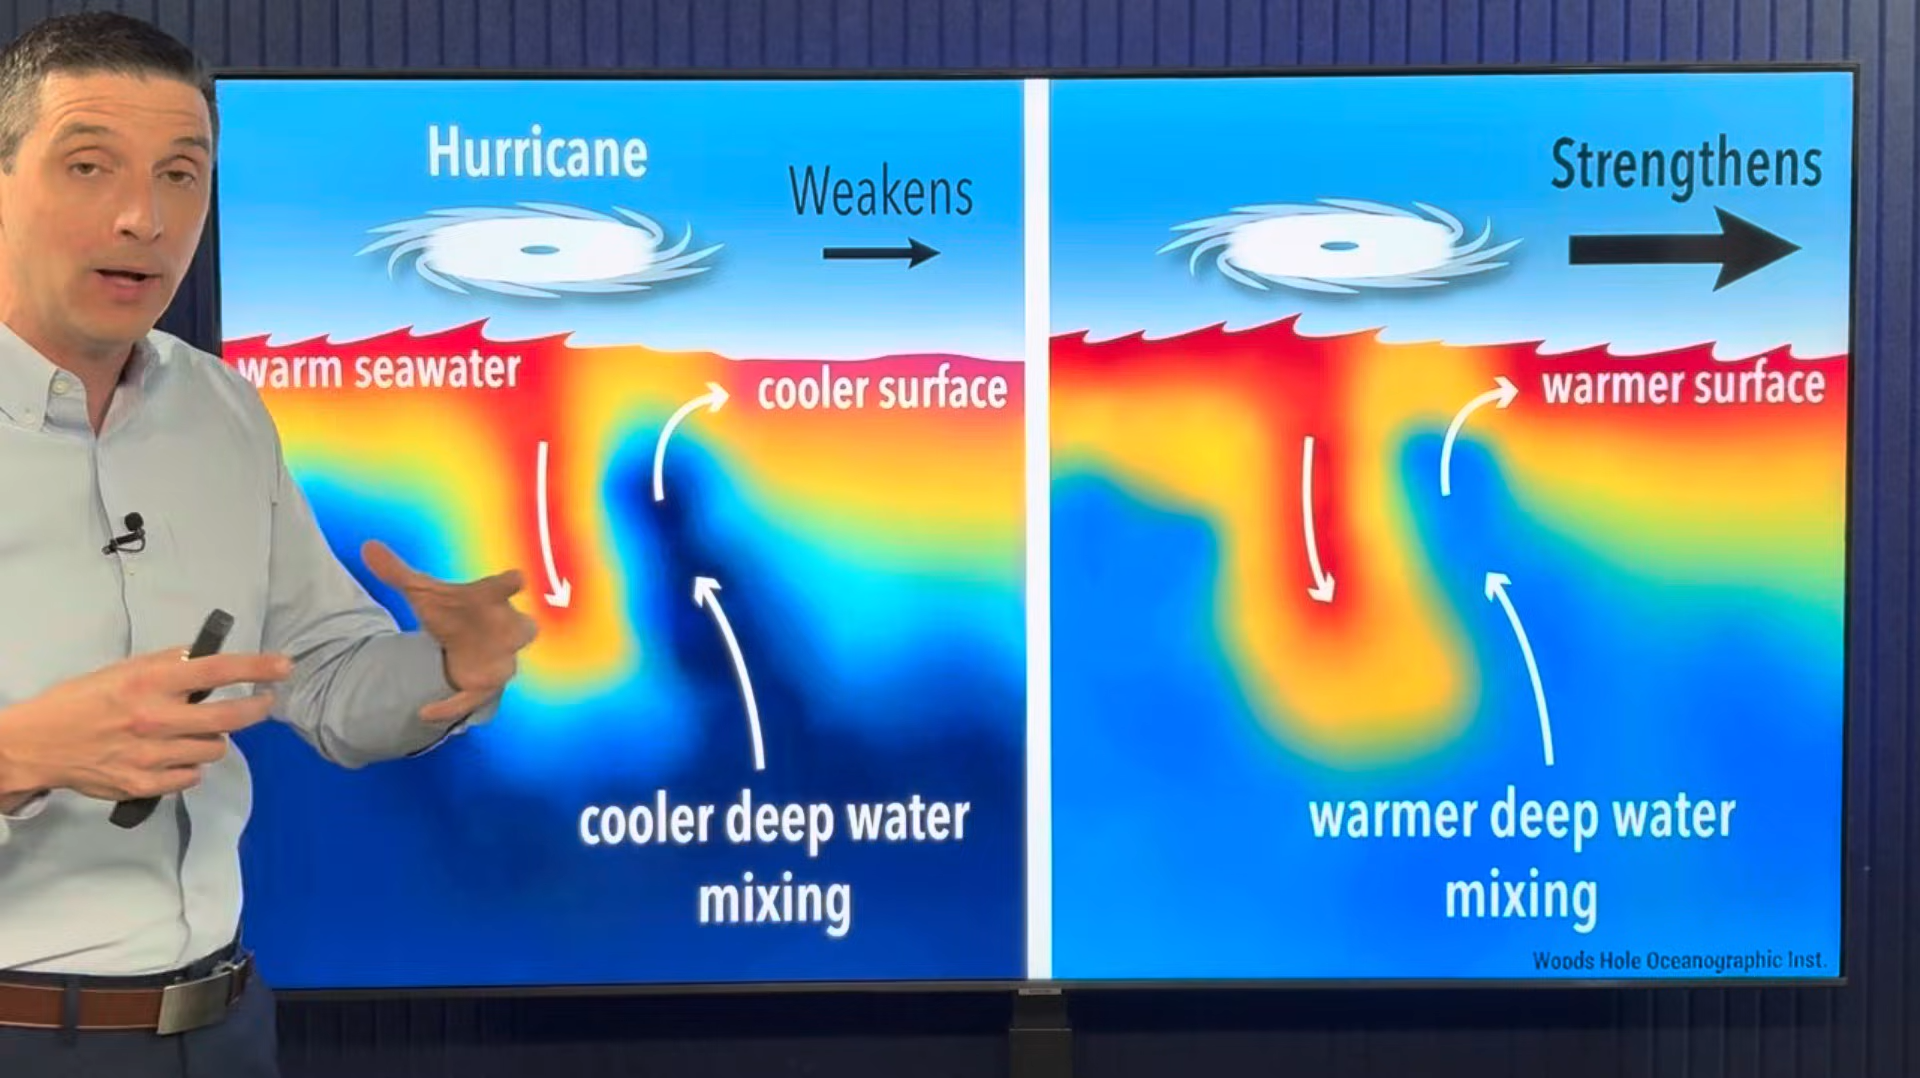 Hurricane
Weakens
warm seawater
cooler surface
cooler deep water
mixing
Strengthens
warmer surface
warmer deep water
mixing
Woods Hole Oceanographic Inst.